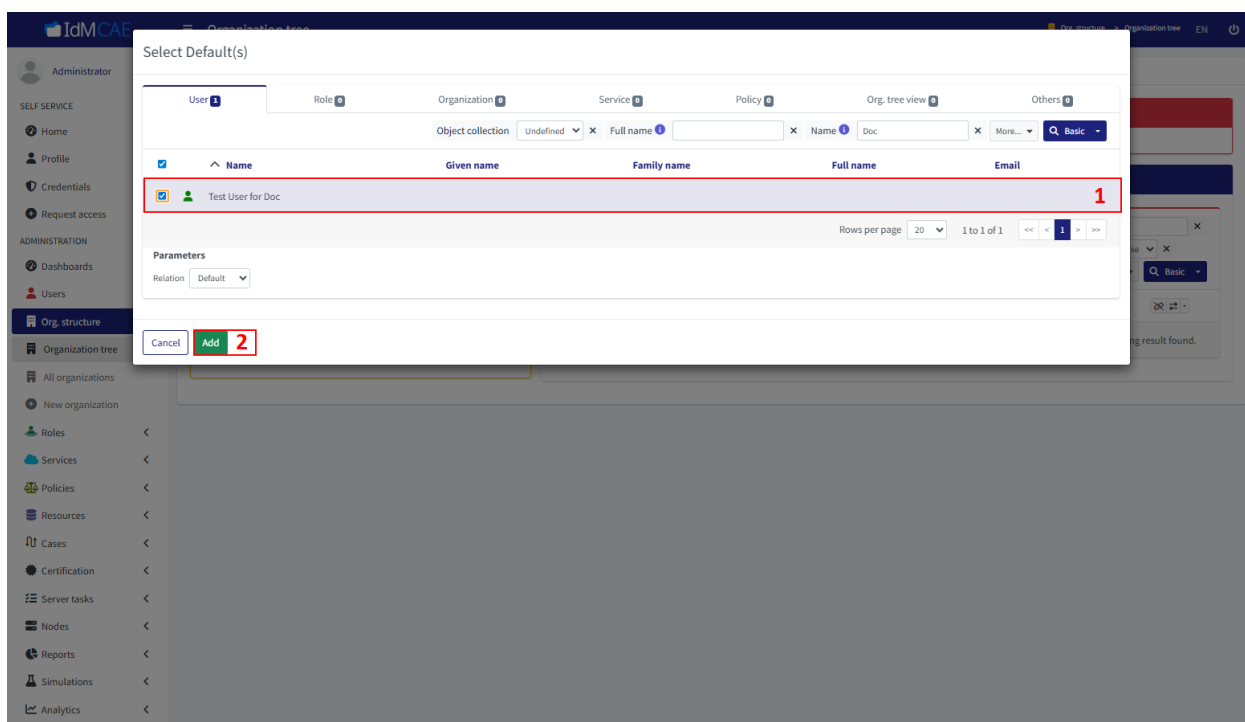 IdMCAE
Organization tree
Org. structure > Organization tree EN
Administrator
SELF SERVICE
Home
Profile
Credentials
Request access
ADMINISTRATION
Dashboards
Users
Org. structure
Organization tree
All organizations
New organization
Roles
Services
Policies
Resources
Cases
Certification
Server tasks
Nodes
Reports
Simulations
Analytics
Select Default(s)
User 1 Role 0 Organization 0 Service 0 Policy 0 Org. tree view 0 Others 0
Object collection Undefined Full name Name Doc More... Basic
Name Given name Family name Full name Email
Test User for Doc 1
Rows per page 20 1 to 1 of 1 << < 1 > >>
Parameters
Relation Default
Cancel Add 2
Basic
ng result found.